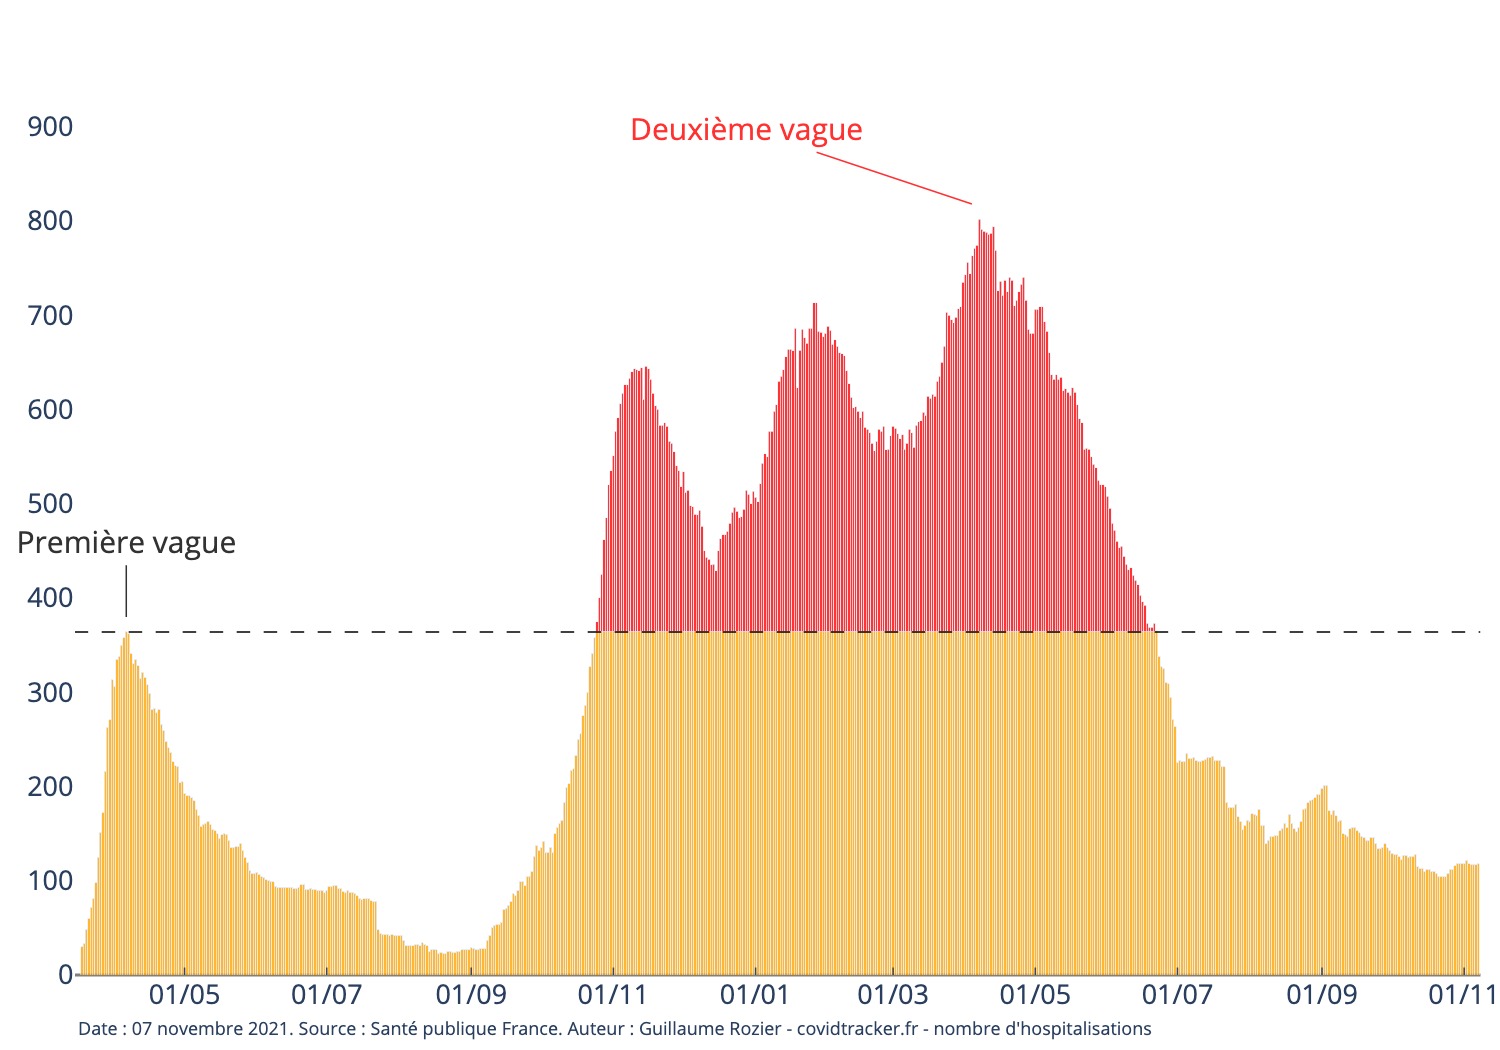 900
Deuxième vague
800
700
600
500
Première vague
400
300
200
100
0
01/05 01/07 01/09 01/11 01/01 01/03 01/05 01/07 01/09 01/11
Date : 07 novembre 2021. Source : Santé publique France. Auteur : Guillaume Rozier - covidtracker.fr - nombre d'hospitalisations